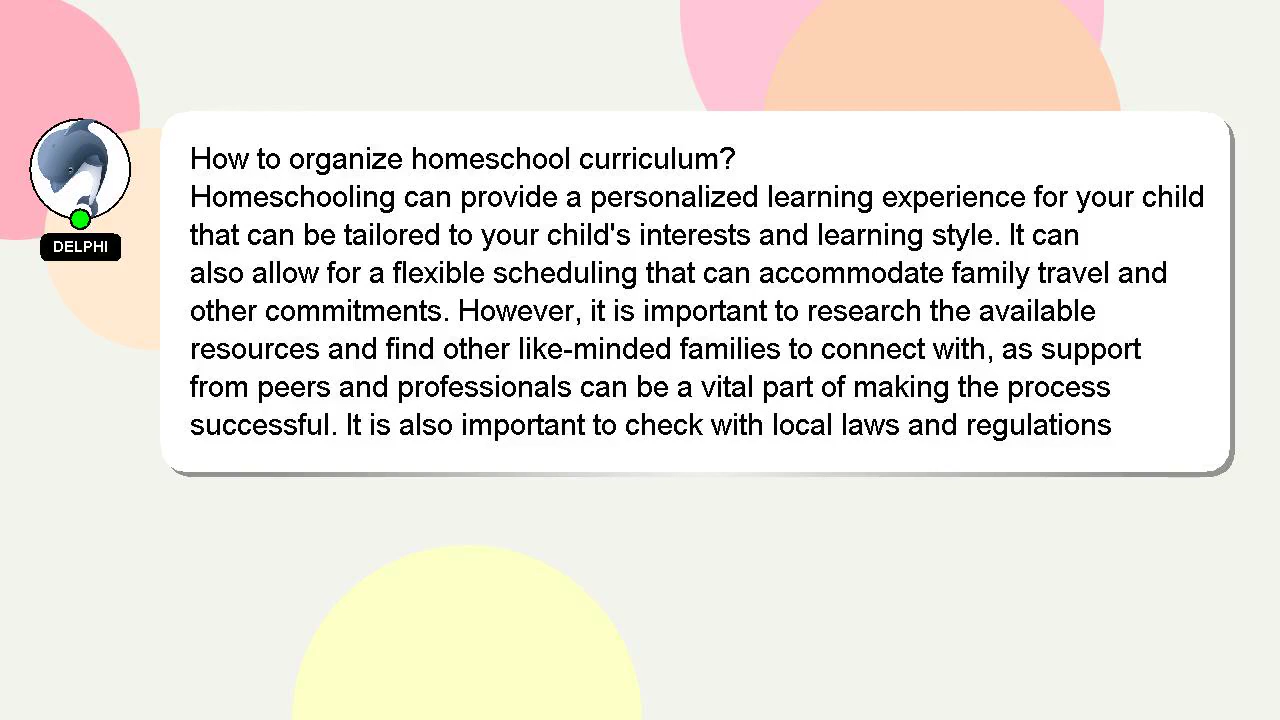 How to organize homeschool curriculum?
Homeschooling can provide a personalized learning experience for your child
that can be tailored to your child's interests and learning style. It can
also allow for a flexible scheduling that can accommodate family travel and
other commitments. However, it is important to research the available
resources and find other like-minded families to connect with, as support
from peers and professionals can be a vital part of making the process
successful. It is also important to check with local laws and regulations
DELPHI